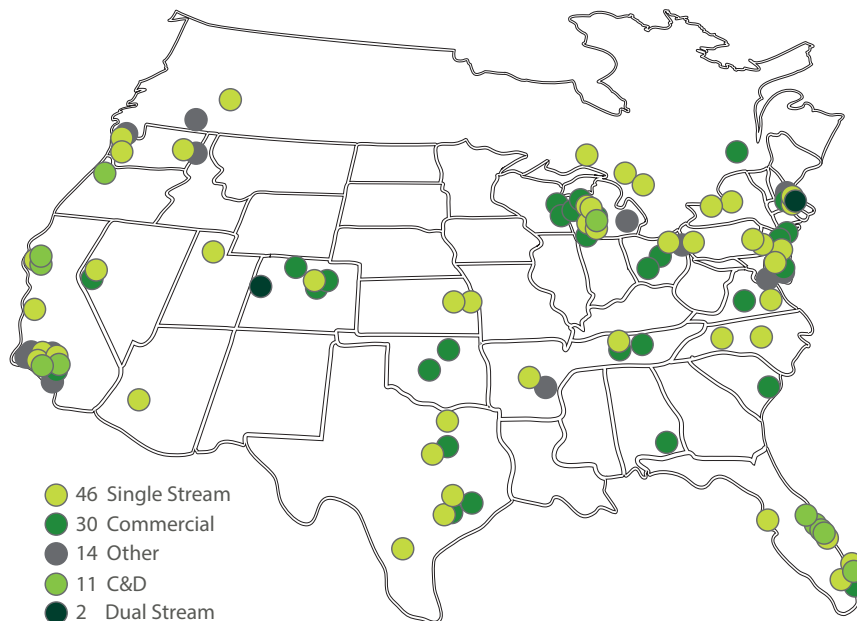 46 Single Stream
30 Commercial
14 Other
11 C&D
2 Dual Stream